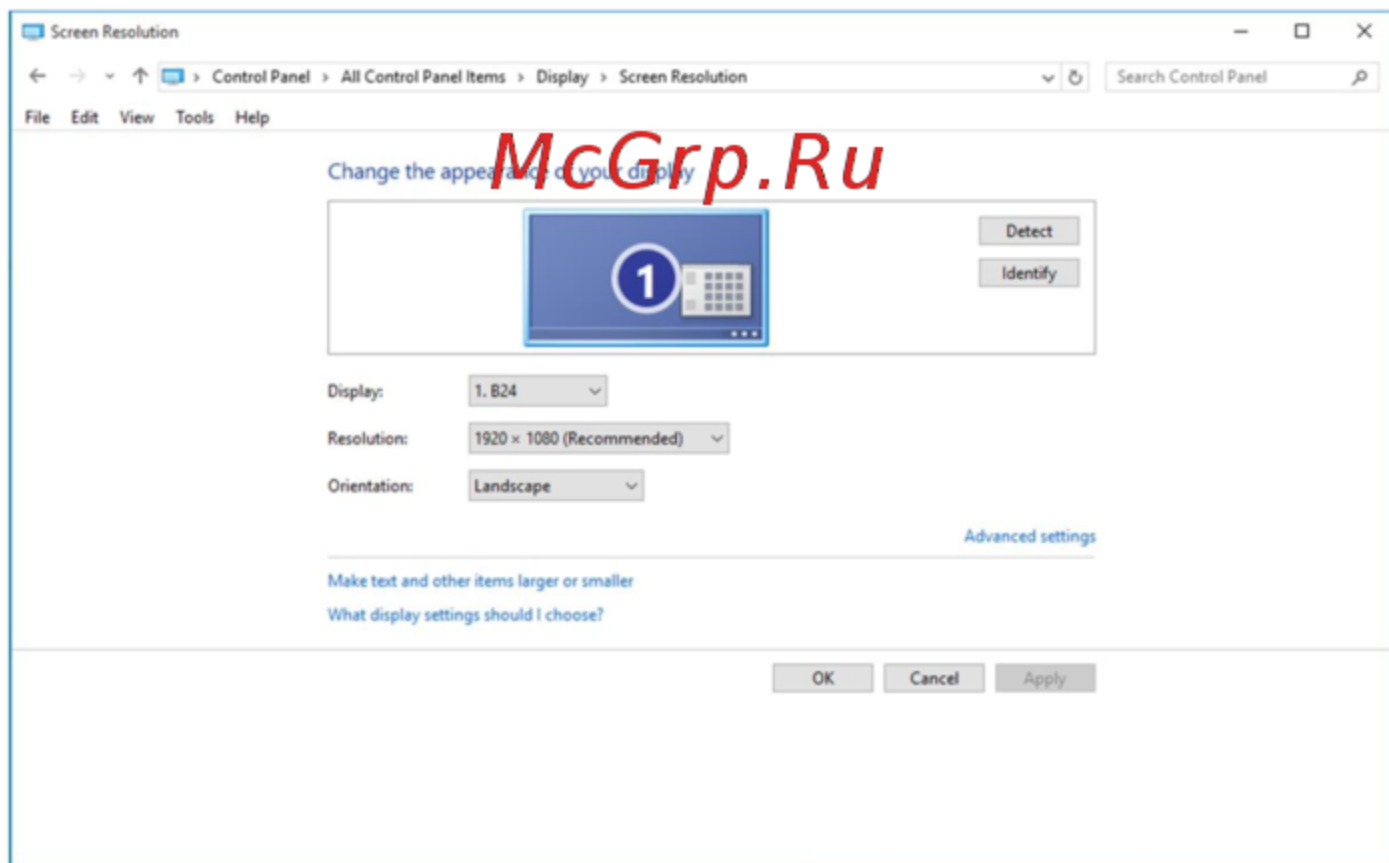 Screen Resolution
Control Panel > All Control Panel Items > Display > Screen Resolution
Search Control Panel
File Edit View Tools Help
McGrp.Ru
Change the appearance of your display
1
Detect
Identify
Display: 1. B24
Resolution: 1920 × 1080 (Recommended)
Orientation: Landscape
Advanced settings
Make text and other items larger or smaller
What display settings should I choose?
OK Cancel Apply